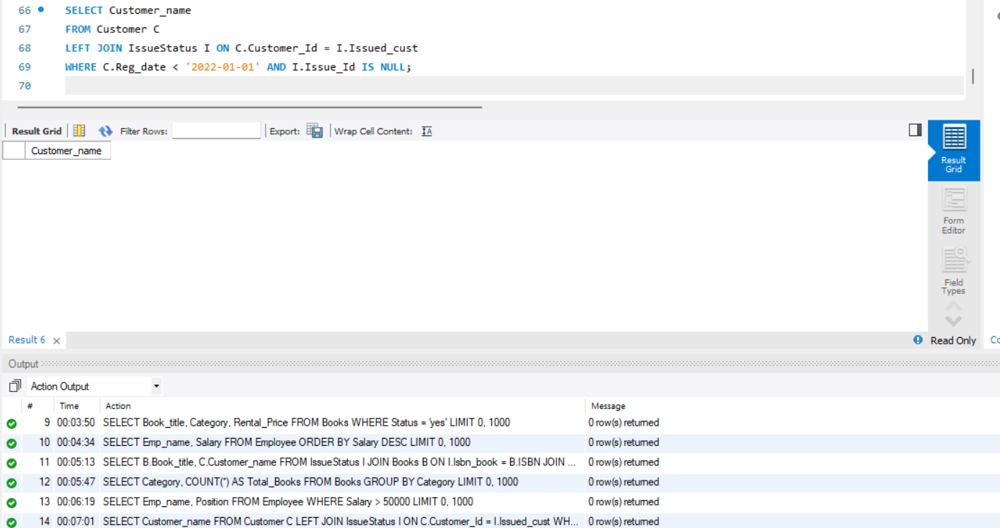 66 SELECT Customer_name
67 FROM Customer C
68 LEFT JOIN IssueStatus I ON C.Customer_Id = I.Issued_cust
69 WHERE C.Reg_date < '2022-01-01' AND I.Issue_Id IS NULL;
70
Result Grid Filter Rows: Export: Wrap Cell Content: IA
Customer_name
Result
Grid
Form
Editor
Field
Types
Result 6 × Read Only Co
Output
Action Output
# Time Action Message
9 00:03:50 SELECT Book_title, Category, Rental_Price FROM Books WHERE Status = 'yes' LIMIT 0, 1000 0 row(s) returned
10 00:04:34 SELECT Emp_name, Salary FROM Employee ORDER BY Salary DESC LIMIT 0, 1000 0 row(s) returned
11 00:05:13 SELECT B.Book_title, C.Customer_name FROM IssueStatus I JOIN Books B ON I.Isbn_book = B.ISBN JOIN ... 0 row(s) returned
12 00:05:47 SELECT Category, COUNT(*) AS Total_Books FROM Books GROUP BY Category LIMIT 0, 1000 0 row(s) returned
13 00:06:19 SELECT Emp_name, Position FROM Employee WHERE Salary > 50000 LIMIT 0, 1000 0 row(s) returned
14 00:07:01 SELECT Customer_name FROM Customer C LEFT JOIN IssueStatus I ON C.Customer_Id = I.Issued_cust WH... 0 row(s) returned